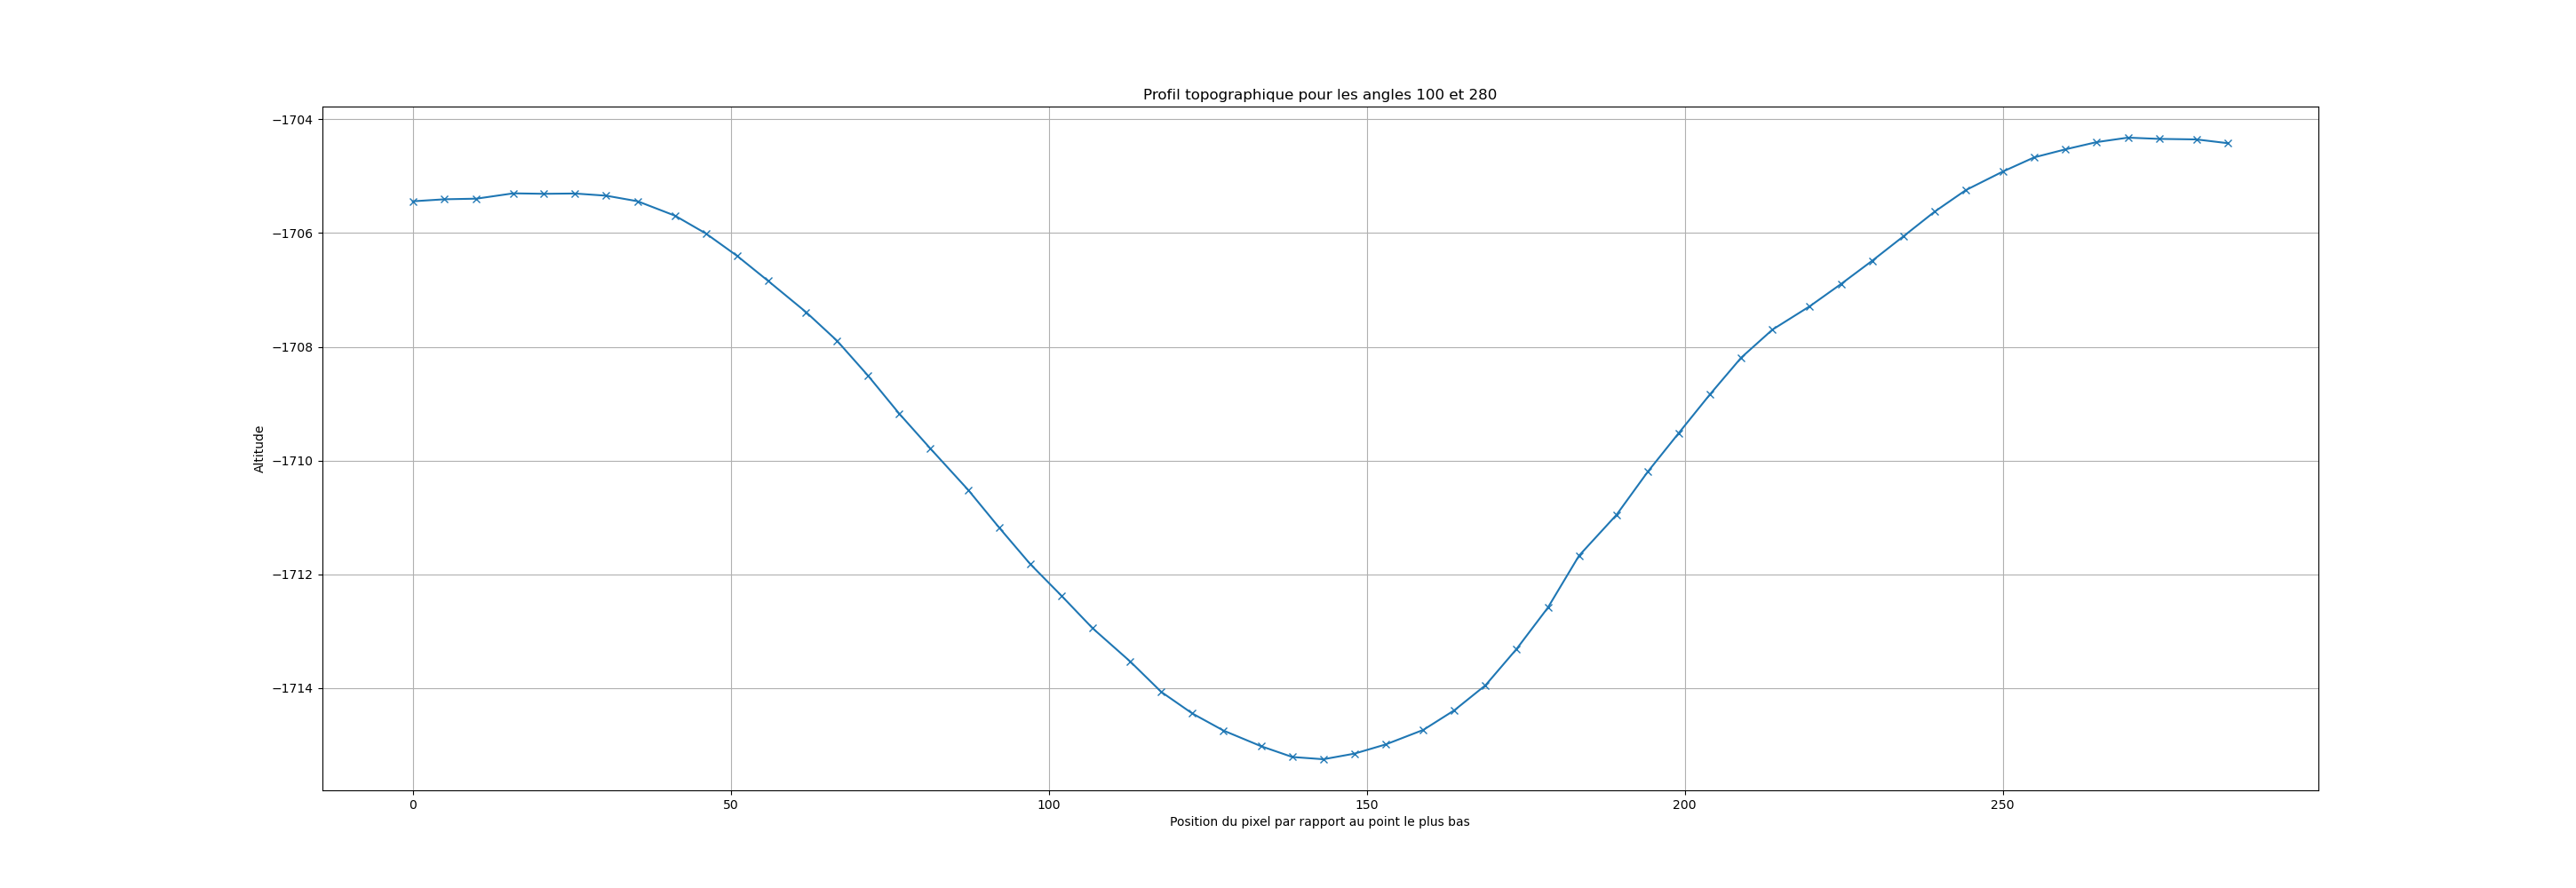 Profil topographique pour les angles 100 et 280
−1704
−1706
−1708
−1710
−1712
−1714
Altitude
0 50 100 150 200 250
Position du pixel par rapport au point le plus bas